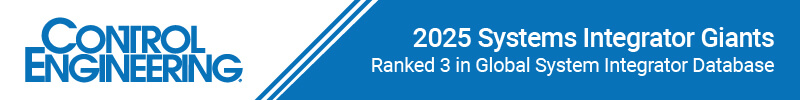 CONTROL
ENGINEERING®
2025 Systems Integrator Giants
Ranked 3 in Global System Integrator Database